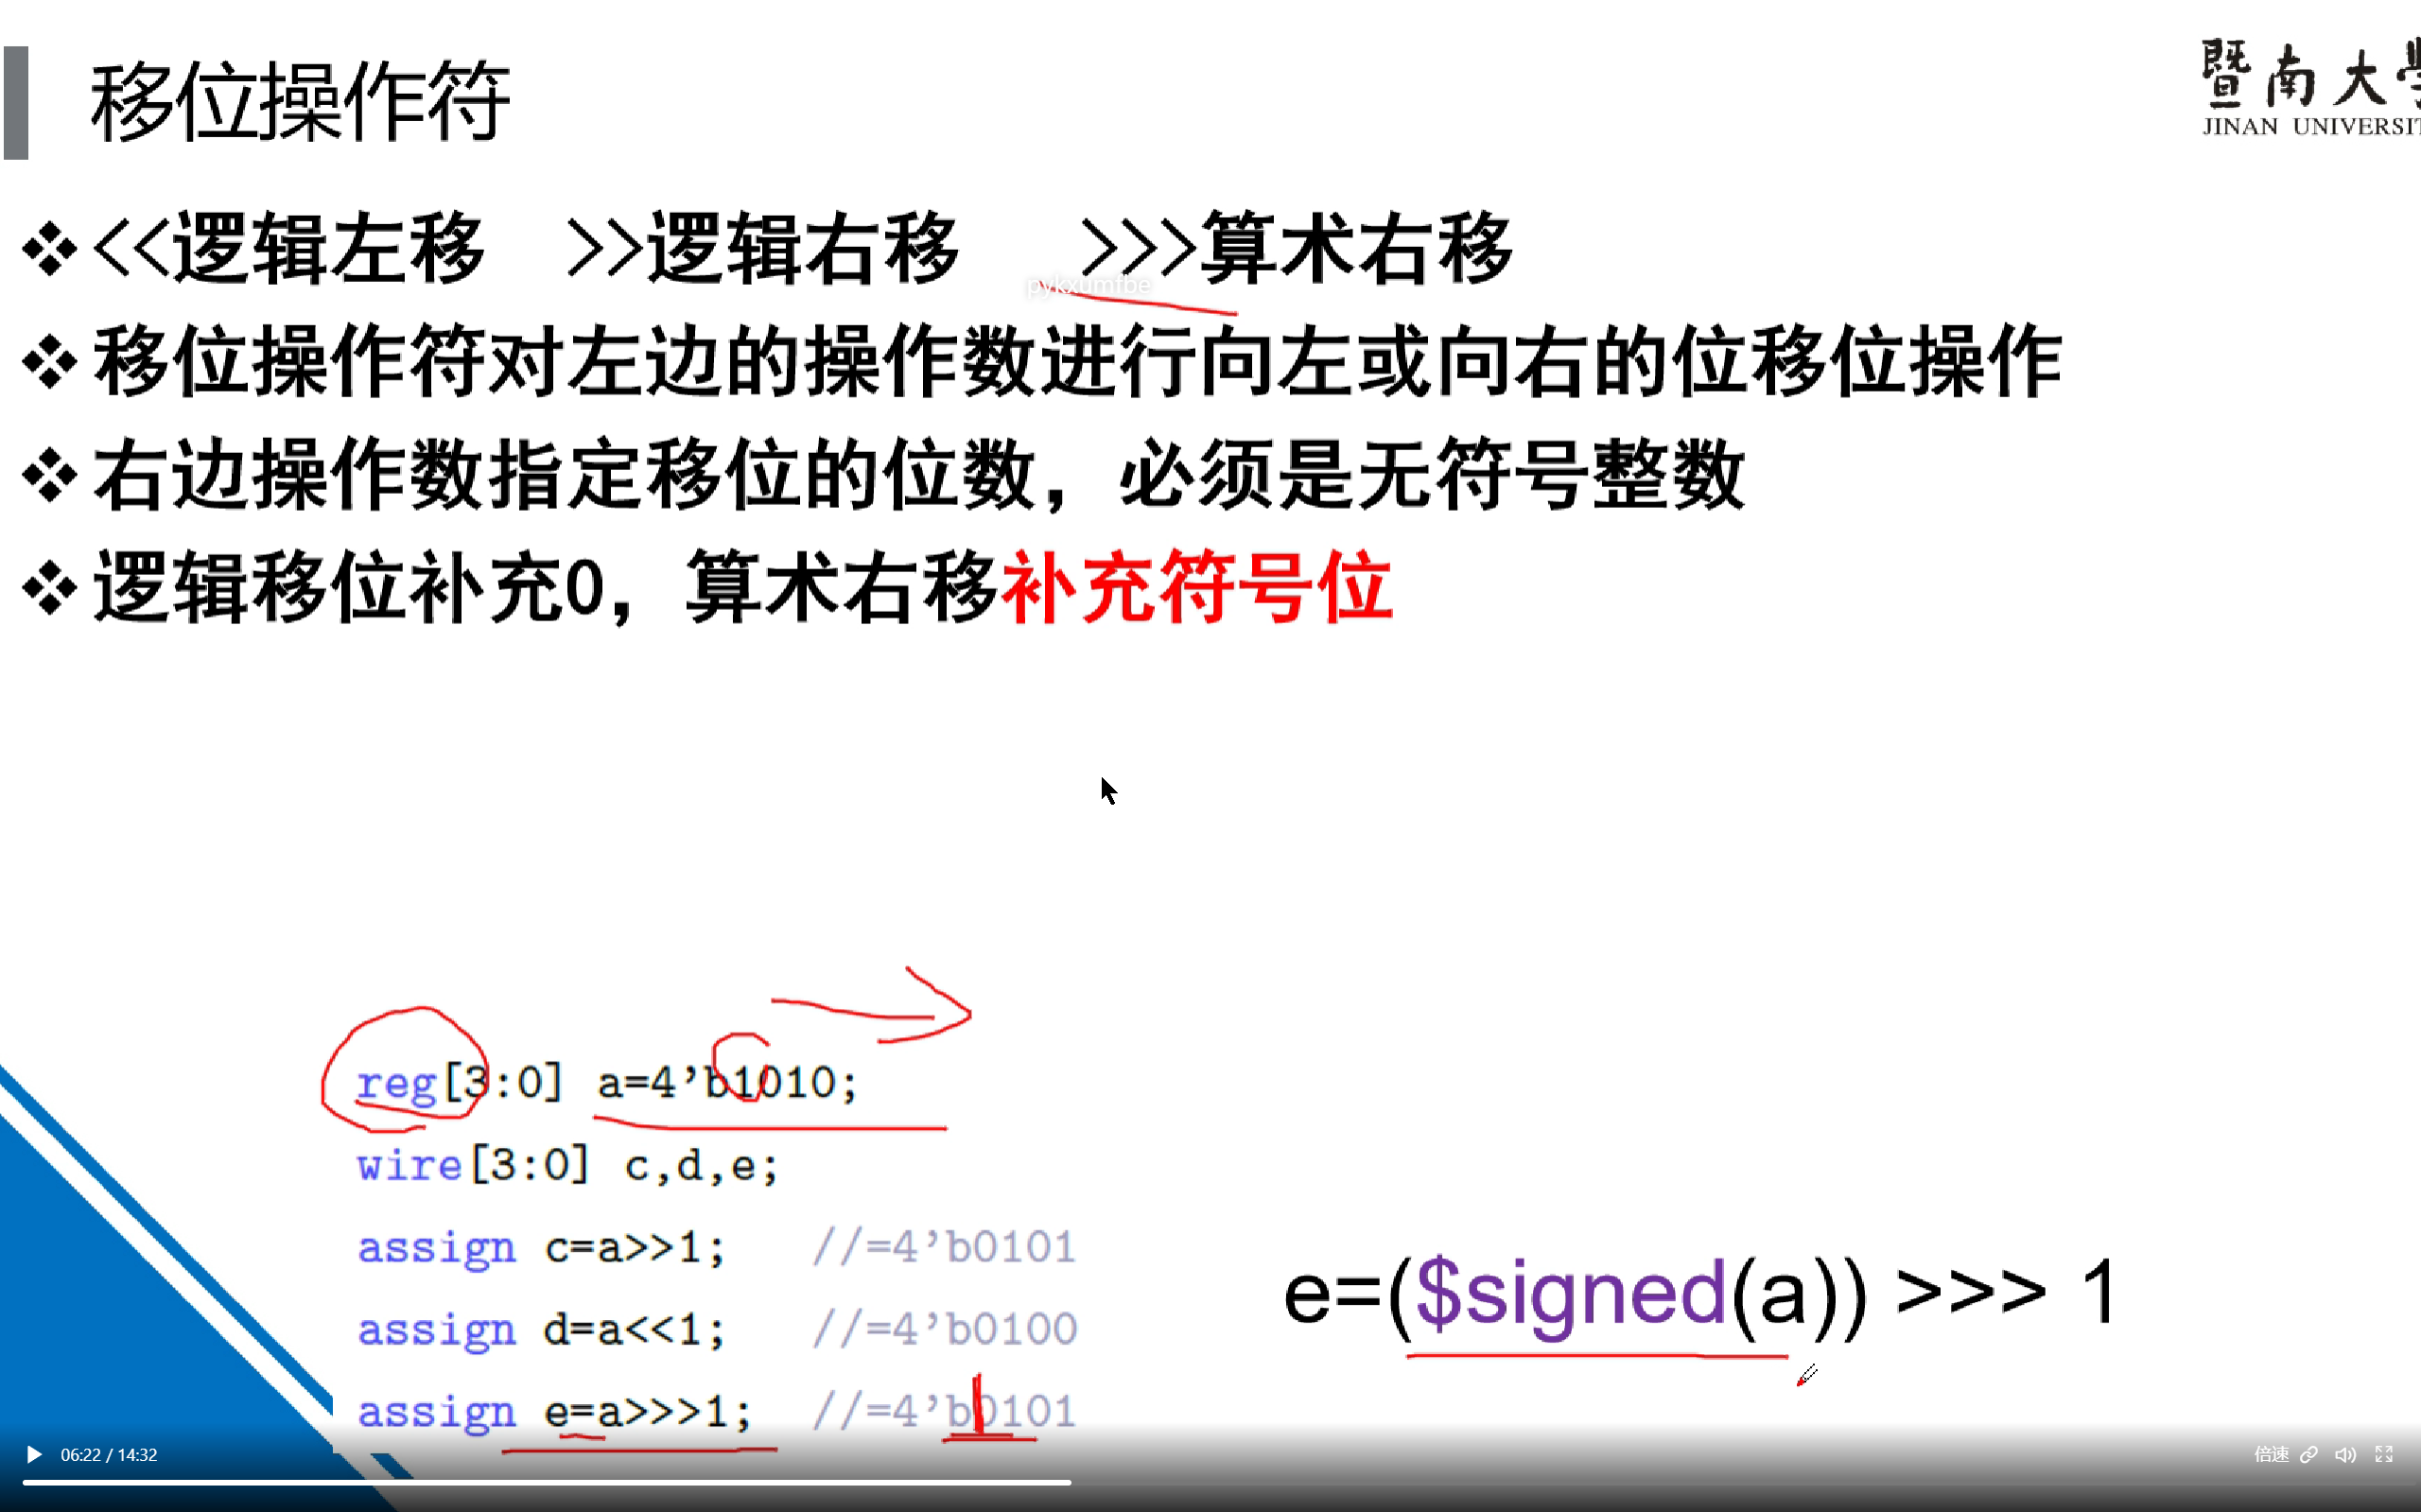 移位操作符
暨南大
JINAN UNIVERSIT
<<逻辑左移 >>逻辑右移 >>>算术右移
pykxumfbe
移位操作符对左边的操作数进行向左或向右的位移位操作
右边操作数指定移位的位数，必须是无符号整数
逻辑移位补充0，算术右移补充符号位
reg[3:0] a=4’b1010;
wire[3:0] c,d,e;
assign c=a>>1; //=4’b0101
assign d=a<<1; //=4’b0100
assign e=a>>>1; //=4’b0101
e=($signed(a)) >>> 1
06:22 / 14:32
倍速